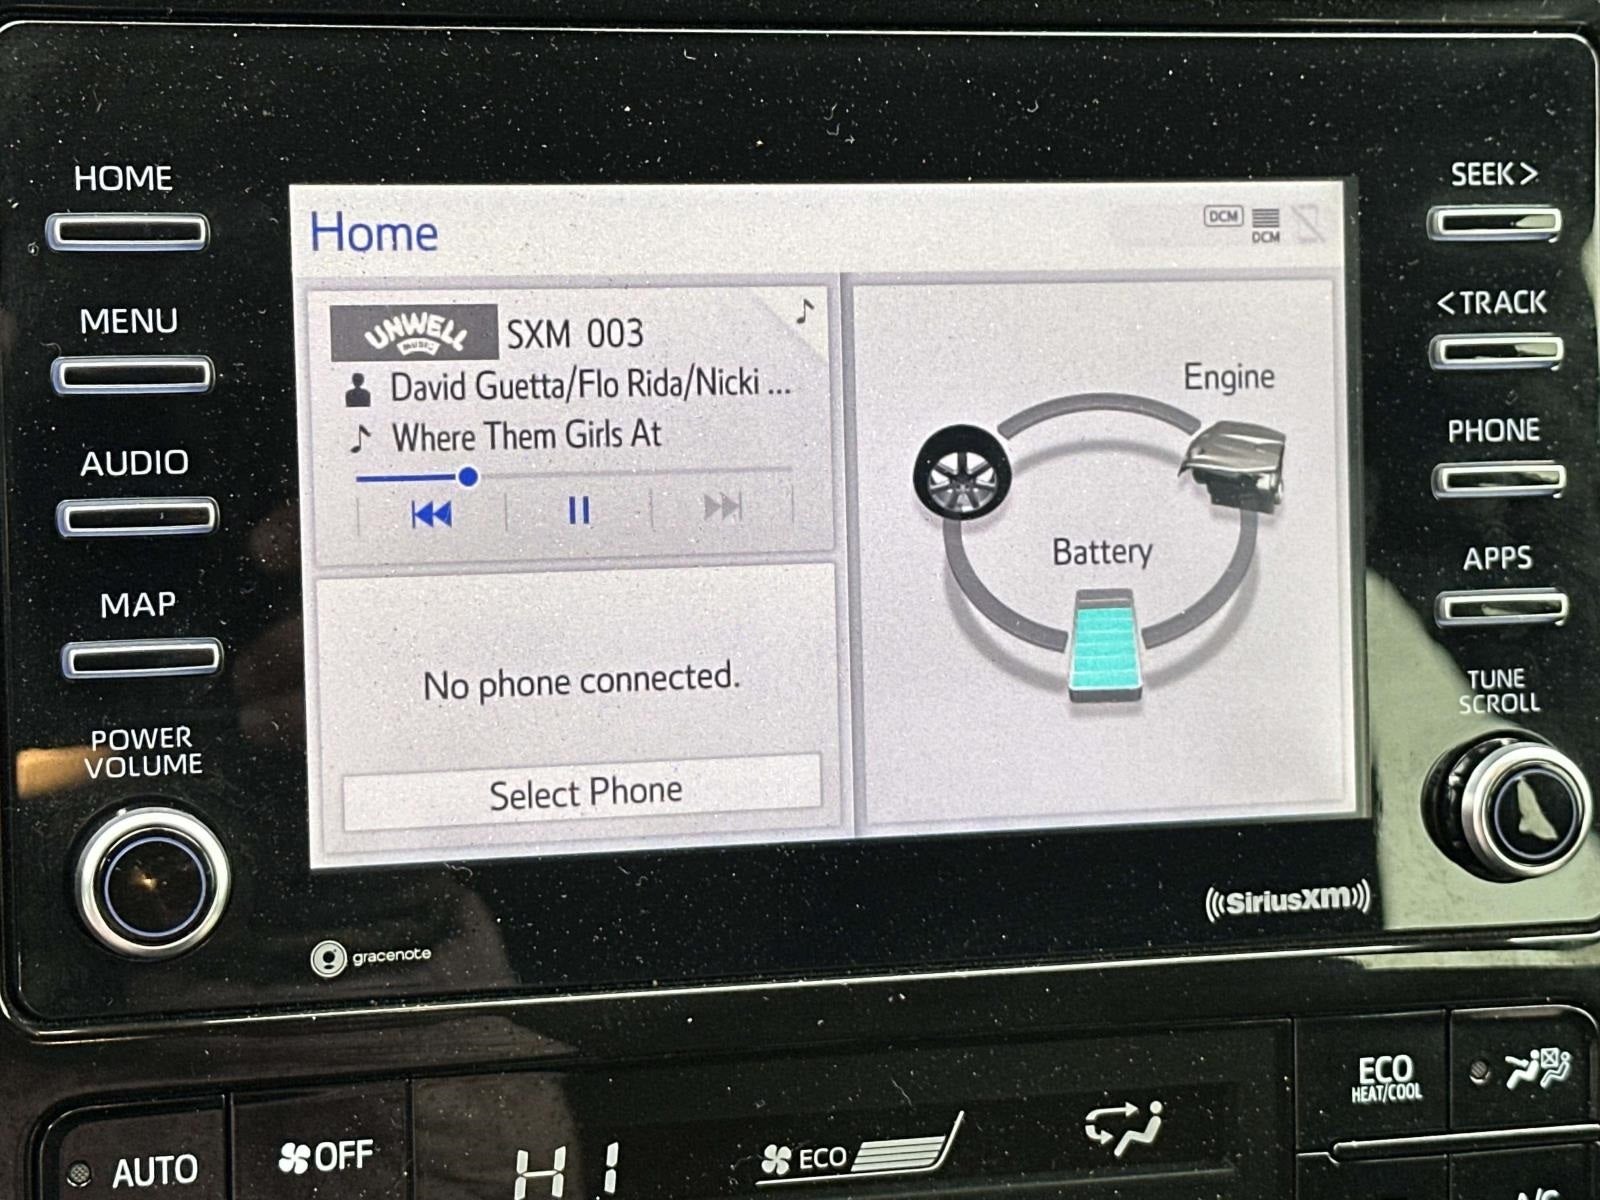 HOME
MENU
AUDIO
MAP
POWER
VOLUME
Home
DCM
DCM
UNWELL
MUSIC
SXM 003
David Guetta/Flo Rida/Nicki ...
Where Them Girls At
No phone connected.
Select Phone
Engine
Battery
SEEK >
< TRACK
PHONE
APPS
TUNE
SCROLL
gracenote
SiriusXM
AUTO
OFF
HI
ECO
ECO
HEAT/COOL